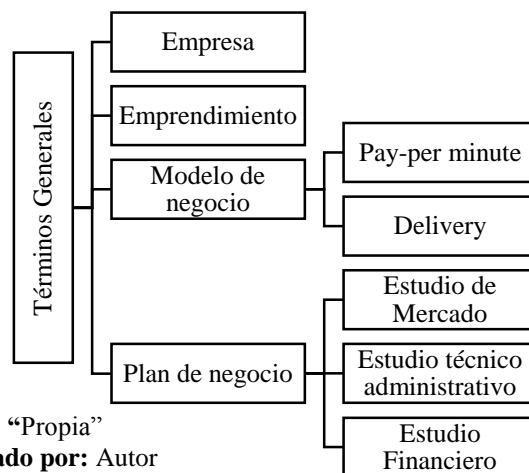 Términos Generales
Empresa
Emprendimiento
Modelo de
negocio
Pay-per minute
Delivery
Plan de negocio
Estudio de
Mercado
Estudio técnico
administrativo
Estudio
Financiero
“Propia”
por: Autor